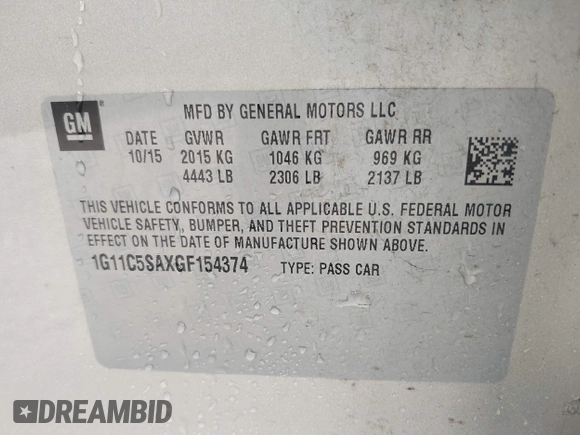 GM
MFD BY GENERAL MOTORS LLC
DATE GVWR GAWR FRT GAWR RR
10/15 2015 KG 1046 KG 969 KG
4443 LB 2306 LB 2137 LB
THIS VEHICLE CONFORMS TO ALL APPLICABLE U.S. FEDERAL MOTOR
VEHICLE SAFETY, BUMPER, AND THEFT PREVENTION STANDARDS IN
EFFECT ON THE DATE OF MANUFACTURE SHOWN ABOVE.
1G11C5SAXGF154374 TYPE: PASS CAR
DREAMBID